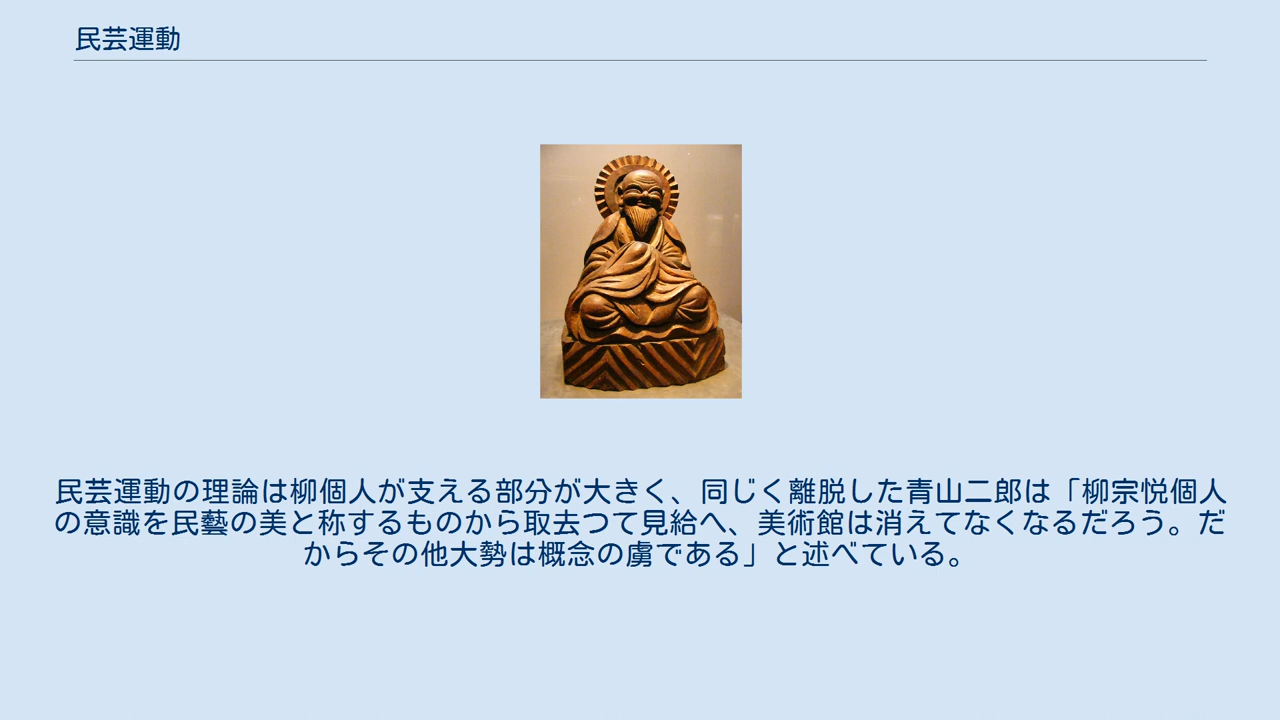 民芸運動
民芸運動の理論は柳個人が支える部分が大きく、同じく離脱した青山二郎は「柳宗悦個人
の意識を民藝の美と称するものから取去つて見給へ、美術館は消えてなくなるだろう。だ
からその他大勢は概念の虜である」と述べている。